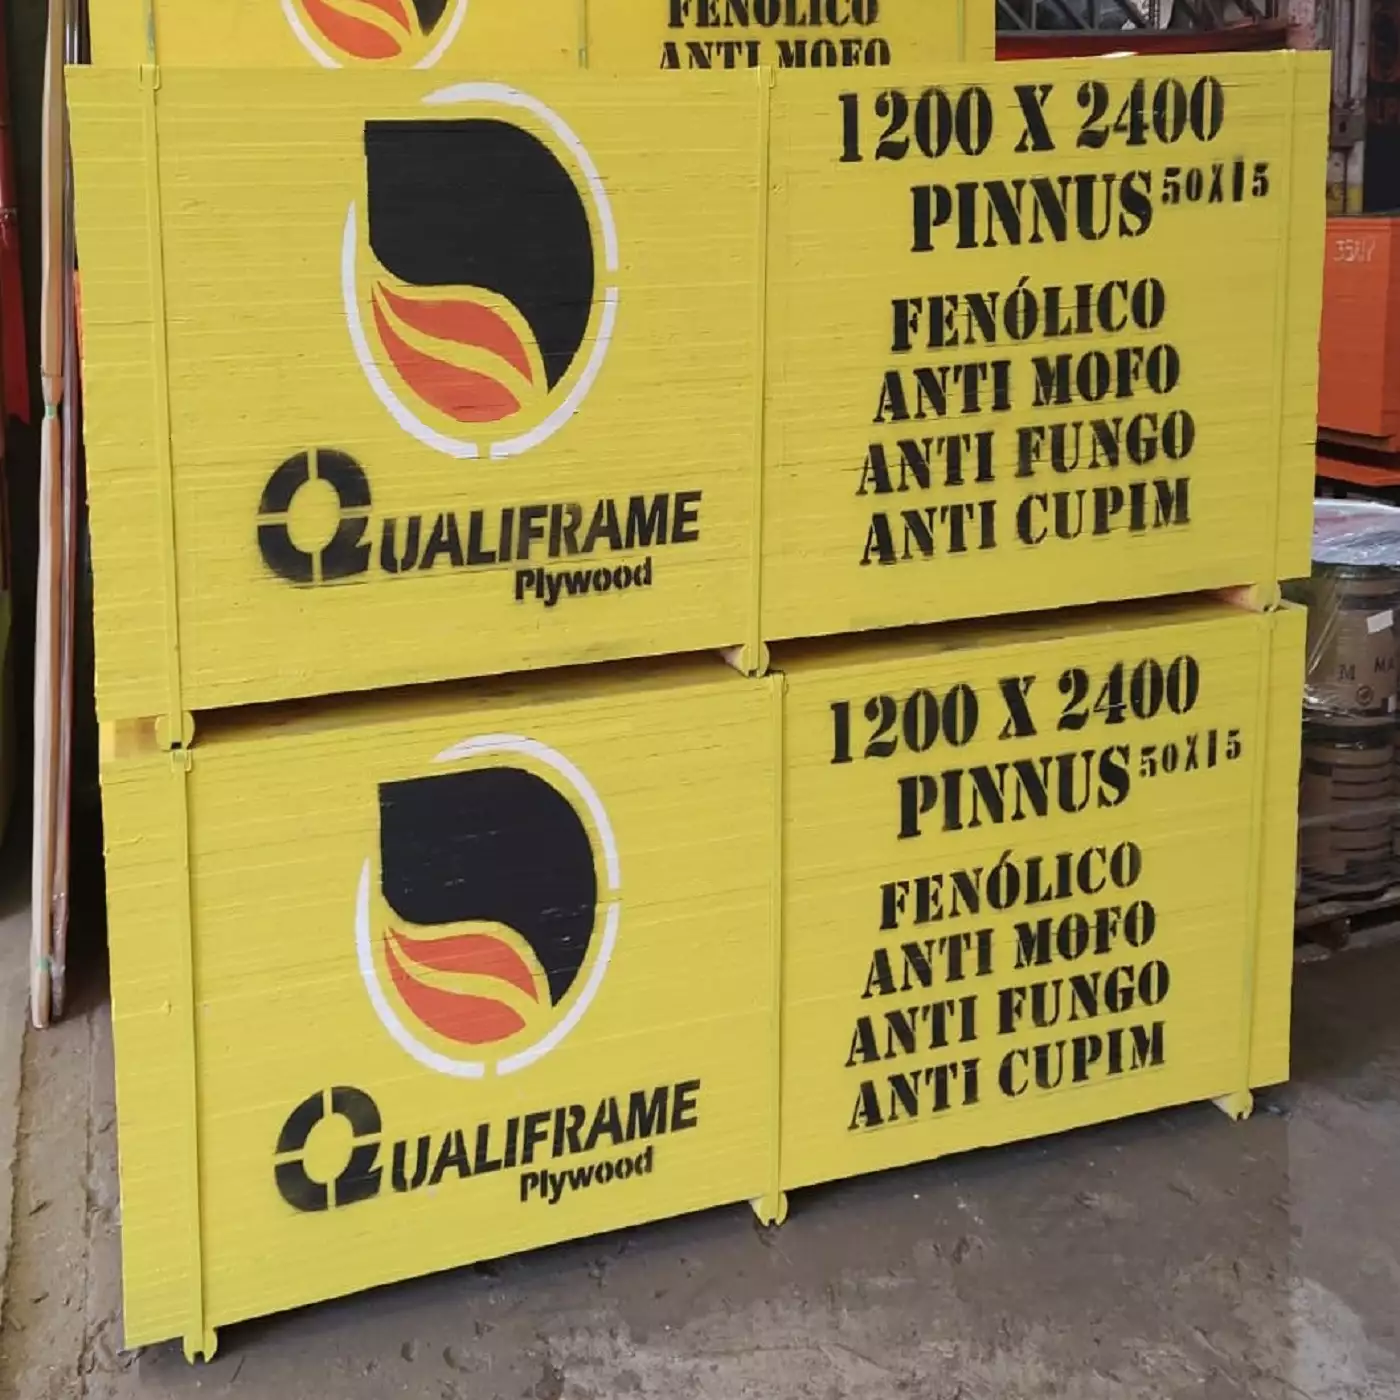 FENÓLICO
ANTI MOFO
1200 X 2400
PINNUS 50X15
FENÓLICO
ANTI MOFO
ANTI FUNGO
ANTI CUPIM
QUALIFRAME
Plywood
1200 X 2400
PINNUS 50X15
FENÓLICO
ANTI MOFO
ANTI FUNGO
ANTI CUPIM
QUALIFRAME
Plywood